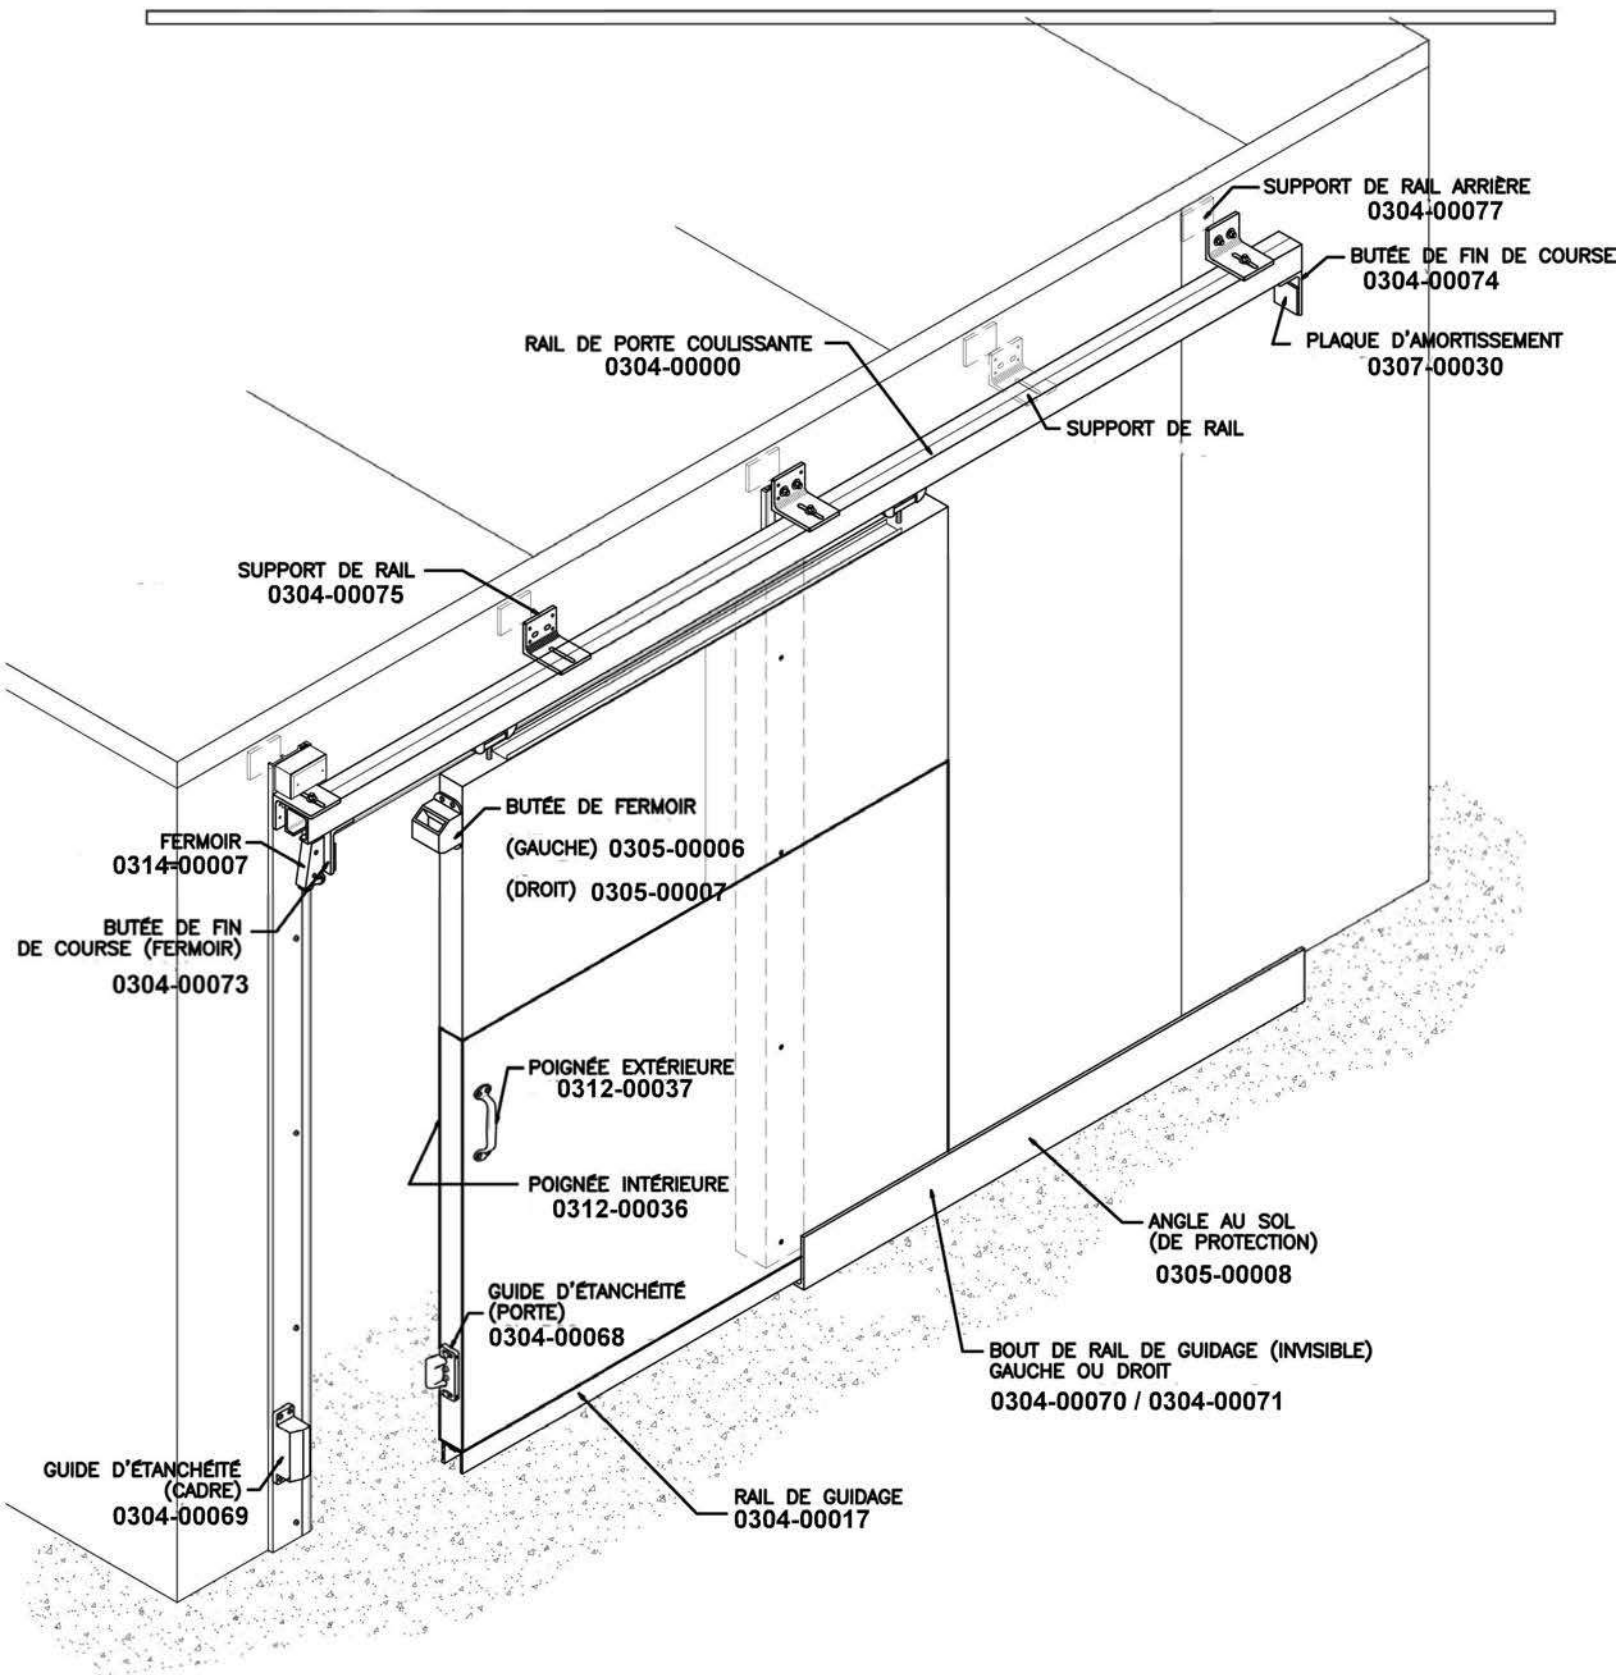 SUPPORT DE RAIL ARRIÈRE
0304-00077
BUTÉE DE FIN DE COURSE
0304-00074
PLAQUE D'AMORTISSEMENT
0307-00030
RAIL DE PORTE COULISSANTE
0304-00000
SUPPORT DE RAIL
SUPPORT DE RAIL
0304-00075
BUTÉE DE FERMOIR
(GAUCHE) 0305-00006
(DROIT) 0305-00007
FERMOIR
0314-00007
BUTÉE DE FIN
DE COURSE (FERMOIR)
0304-00073
POIGNÉE EXTÉRIEURE
0312-00037
POIGNÉE INTÉRIEURE
0312-00036
ANGLE AU SOL
(DE PROTECTION)
0305-00008
GUIDE D'ÉTANCHÉITÉ
(PORTE)
0304-00068
BOUT DE RAIL DE GUIDAGE (INVISIBLE)
GAUCHE OU DROIT
0304-00070 / 0304-00071
GUIDE D'ÉTANCHÉITÉ
(CADRE)
0304-00069
RAIL DE GUIDAGE
0304-00017